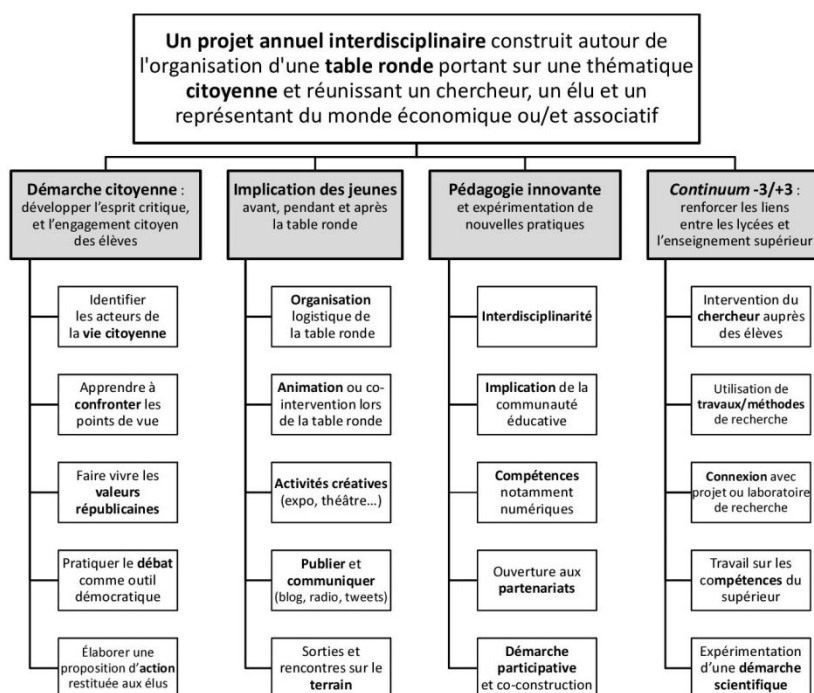 Un projet annuel interdisciplinaire construit autour de
l'organisation d'une table ronde portant sur une thématique
citoyenne et réunissant un chercheur, un élu et un
représentant du monde économique ou/et associatif
Démarche citoyenne :
développer l'esprit critique,
et l'engagement citoyen
des élèves
Identifier
les acteurs de
la vie citoyenne
Apprendre à
confronter les
points de vue
Faire vivre les
valeurs
républicaines
Pratiquer le débat
comme outil
démocratique
Élaborer une
proposition d'action
restituée aux élus
Implication des jeunes
avant, pendant et après
la table ronde
Organisation
logistique de
la table ronde
Animation ou co-
intervention lors
de la table ronde
Activités créatives
(expo, théâtre...)
Publier et
communiquer
(blog, radio, tweets)
Sorties et
rencontres sur le
terrain
Pédagogie innovante
et expérimentation de
nouvelles pratiques
Interdisciplinarité
Implication de la
communauté
éducative
Compétences
notamment
numériques
Ouverture aux
partenariats
Démarche
participative
et co-construction
Continuum -3/+3 :
renforcer les liens
entre les lycées et
l'enseignement supérieur
Intervention du
chercheur auprès
des élèves
Utilisation de
travaux/méthodes
de recherche
Connexion avec
projet ou laboratoire
de recherche
Travail sur les
compétences du
supérieur
Expérimentation
d'une démarche
scientifique